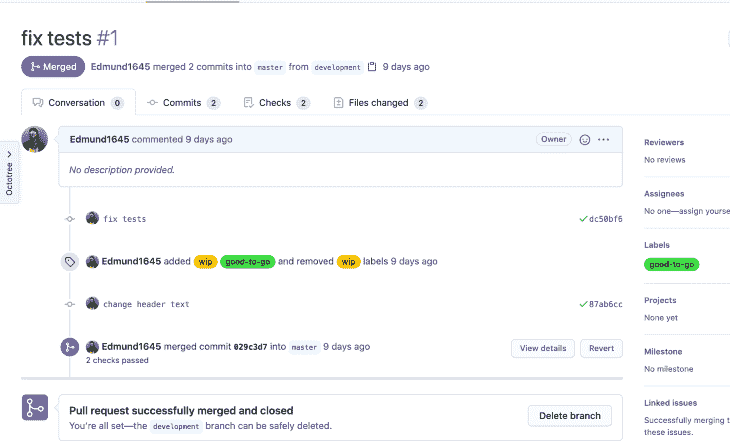 fix tests #1
Merged Edmund1645 merged 2 commits into master from development 9 days ago
Conversation 0 Commits 2 Checks 2 Files changed 2
Octotree
Edmund1645 commented 9 days ago Owner
No description provided.
fix tests dc50bf6
Edmund1645 added wip good-to-go and removed wip labels 9 days ago
change header text 87ab6cc
Edmund1645 merged commit 029c3d7 into master 9 days ago View details Revert
2 checks passed
Pull request successfully merged and closed
You're all set—the development branch can be safely deleted.
Delete branch
Reviewers
No reviews
Assignees
No one—assign yourse
Labels
good-to-go
Projects
None yet
Milestone
No milestone
Linked issues
Successfully merging t
these issues.